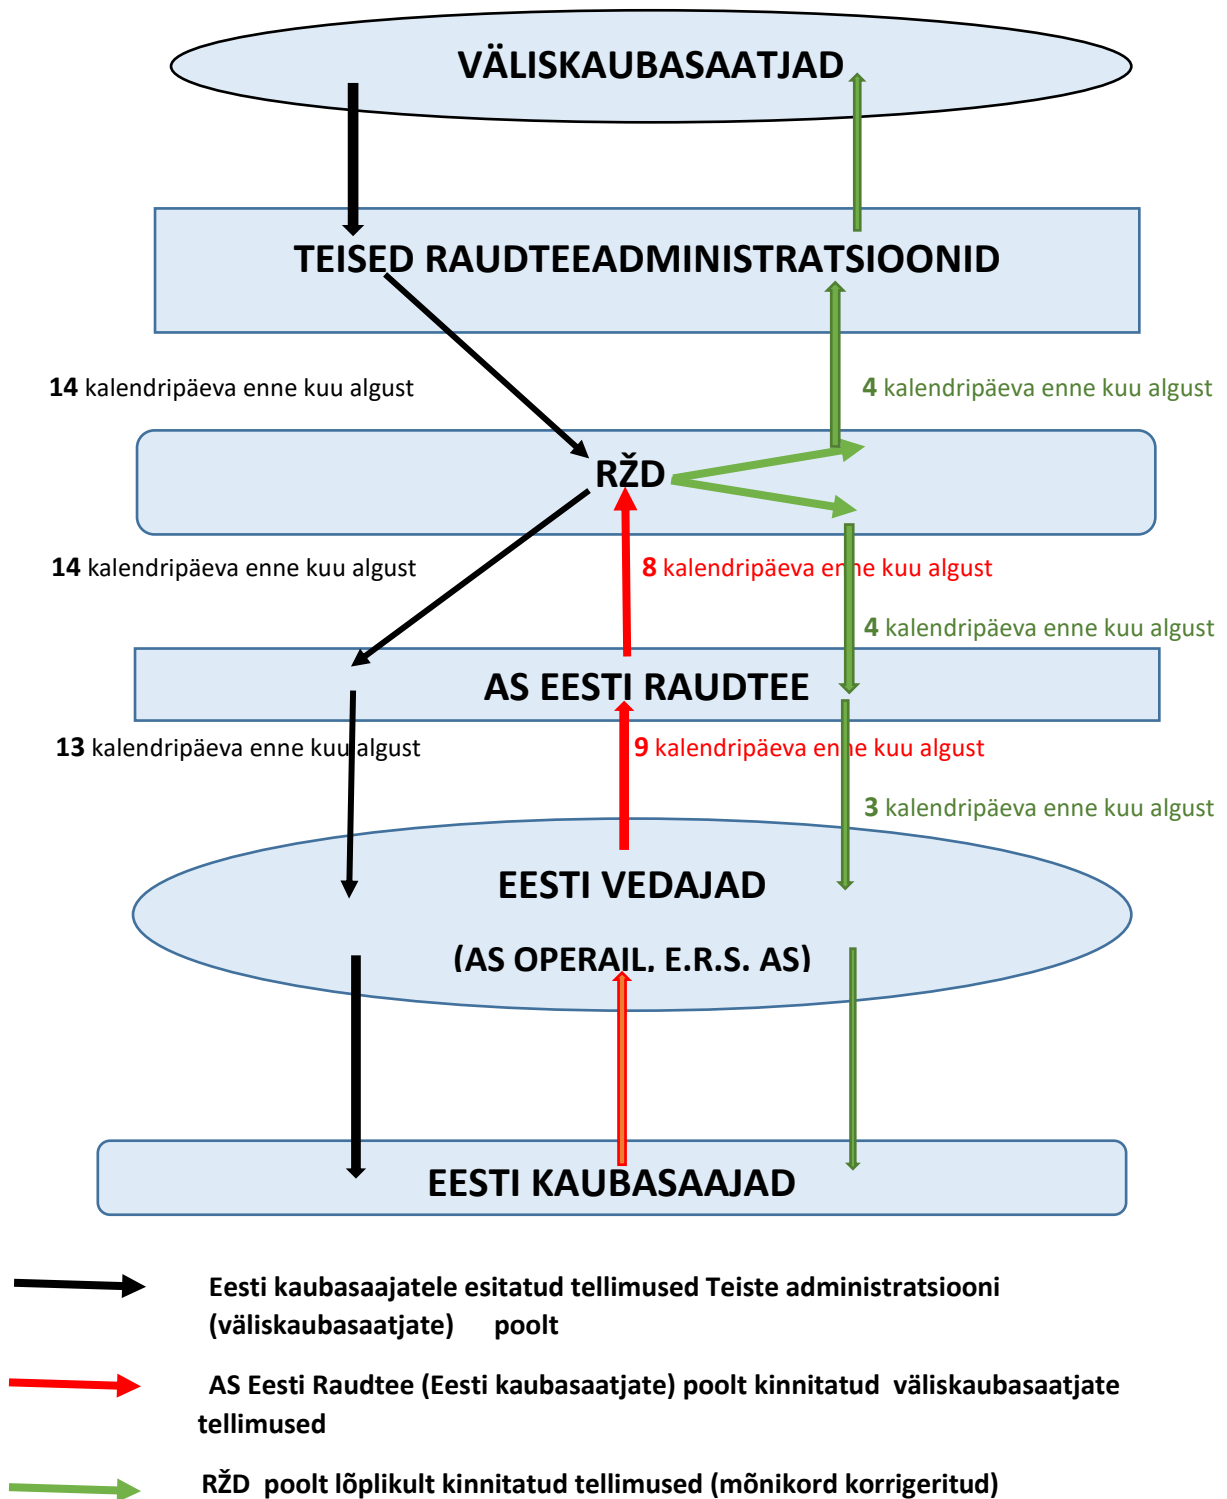 VÄLISKAUBASAATJAD
TEISED RAUDTEEADMINISTRATSIOONID
14 kalendripäeva enne kuu algust
4 kalendripäeva enne kuu algust
RŽD
14 kalendripäeva enne kuu algust
8 kalendripäeva enne kuu algust
4 kalendripäeva enne kuu algust
AS EESTI RAUDTEE
13 kalendripäeva enne kuu algust
9 kalendripäeva enne kuu algust
3 kalendripäeva enne kuu algust
EESTI VEDAJAD
(AS OPERAIL, E.R.S. AS)
EESTI KAUBASAAJAD
Eesti kaubasaajatele esitatud tellimused Teiste administratsiooni
(väliskaubasaatjate) poolt
AS Eesti Raudtee (Eesti kaubasaatjate) poolt kinnitatud väliskaubasaatjate
tellimused
RŽD poolt lõplikult kinnitatud tellimused (mõnikord korrigeritud)